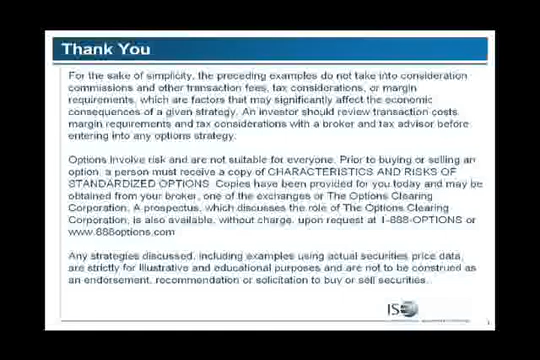 Thank You
For the sake of simplicity, the preceding examples do not take into consideration
commissions and other transaction fees, tax considerations, or margin
requirements, which are factors that may significantly affect the economic
consequences of a given strategy. An investor should review transaction costs,
margin requirements and tax considerations with a broker and tax advisor before
entering into any options strategy.
Options involve risk and are not suitable for everyone. Prior to buying or selling an
option, a person must receive a copy of CHARACTERISTICS AND RISKS OF
STANDARDIZED OPTIONS. Copies have been provided for you today and may be
obtained from your broker, one of the exchanges or The Options Clearing
Corporation. A prospectus, which discusses the role of The Options Clearing
Corporation, is also available, without charge, upon request at 1-888-OPTIONS or
www.888options.com
Any strategies discussed, including examples using actual securities price data,
are strictly for illustrative and educational purposes and are not to be construed as
an endorsement, recommendation or solicitation to buy or sell securities.
ISE